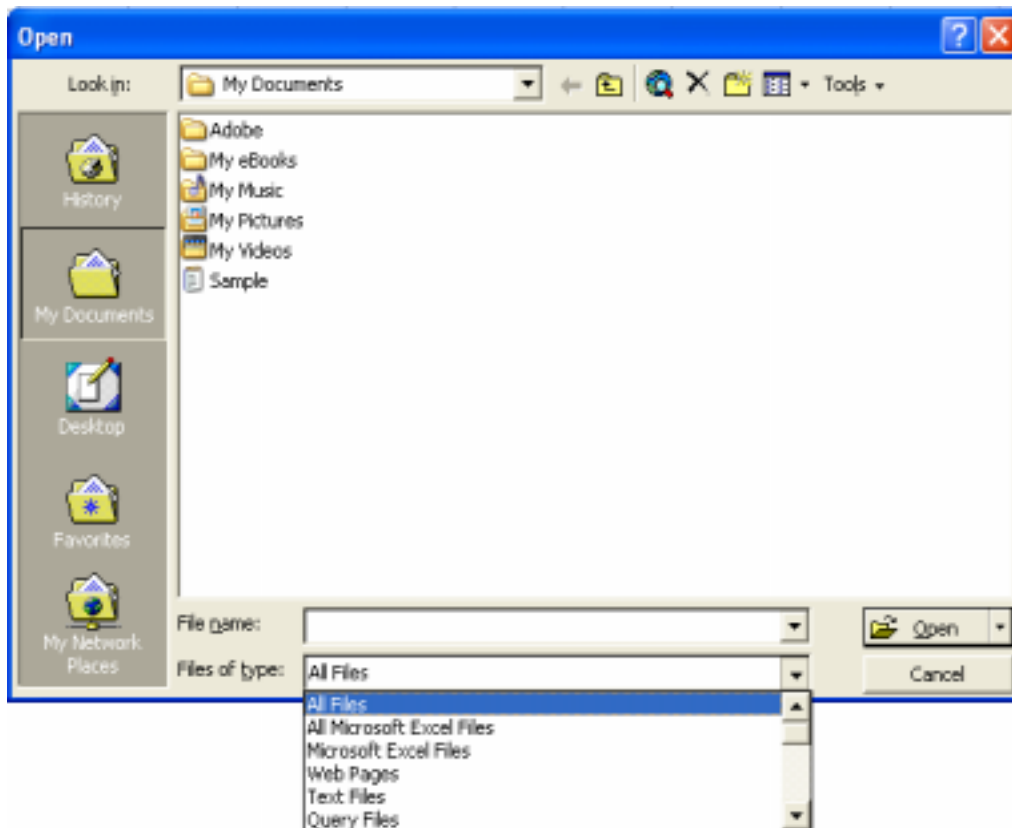 Open
Look in:
My Documents
Tools
History
My Documents
Desktop
Favorites
My Network
Places
Adobe
My eBooks
My Music
My Pictures
My Videos
Sample
File name:
Open
Files of type:
All Files
Cancel
All Files
All Microsoft Excel Files
Microsoft Excel Files
Web Pages
Text Files
Query Files